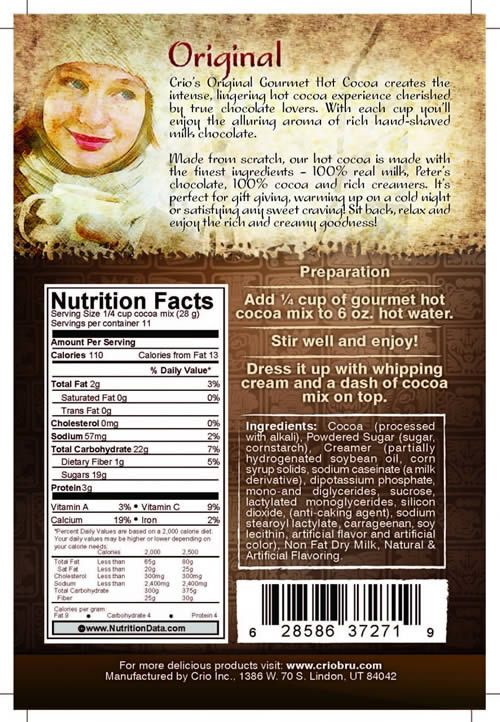 Original
Crio's Original Gourmet Hot Cocoa creates the
intense, lingering hot cocoa experience cherished
by true chocolate lovers. With each cup you'll
enjoy the alluring aroma of rich hand-shaved
milk chocolate.
Made from scratch, our hot cocoa is made with
the finest ingredients - 100% real milk, Peter's
chocolate, 100% cocoa and rich creamers. It's
perfect for gift giving, warming up on a cold night
or satisfying any sweet craving! Sit back, relax and
enjoy the rich and creamy goodness!
Preparation
Add ¼ cup of gourmet hot
cocoa mix to 6 oz. hot water.
Stir well and enjoy!
Dress it up with whipping
cream and a dash of cocoa
mix on top.
Nutrition Facts
Serving Size 1/4 cup cocoa mix (28 g)
Servings per container 11
Amount Per Serving
Calories 110 Calories from Fat 13
% Daily Value*
Total Fat 2g 3%
Saturated Fat 0g 0%
Trans Fat 0g
Cholesterol 0mg 0%
Sodium 57mg 2%
Total Carbohydrate 22g 7%
Dietary Fiber 1g 5%
Sugars 19g
Protein 3g
Vitamin A 3% • Vitamin C 9%
Calcium 19% • Iron 2%
*Percent Daily Values are based on a 2,000 calorie diet.
Your daily values may be higher or lower depending on
your calorie needs.
Calories 2,000 2,500
Total Fat Less than 65g 80g
Sat Fat Less than 20g 25g
Cholesterol Less than 300mg 300mg
Sodium Less than 2,400mg 2,400mg
Total Carbohydrate 300g 375g
Fiber 25g 30g
Calories per gram:
Fat 9 • Carbohydrate 4 • Protein 4
©www.NutritionData.com
Ingredients: Cocoa (processed
with alkali), Powdered Sugar (sugar,
cornstarch), Creamer (partially
hydrogenated soybean oil, corn
syrup solids, sodium caseinate (a milk
derivative), dipotassium phosphate,
mono-and diglycerides, sucrose,
lactylated monoglycerides, silicon
dioxide, (anti-caking agent), sodium
stearoyl lactylate, carrageenan, soy
lecithin, artificial flavor and artificial
color), Non Fat Dry Milk, Natural &
Artificial Flavoring.
6 28586 37271 9
For more delicious products visit: www.criobru.com
Manufactured by Crio Inc., 1386 W. 70 S. Lindon, UT 84042